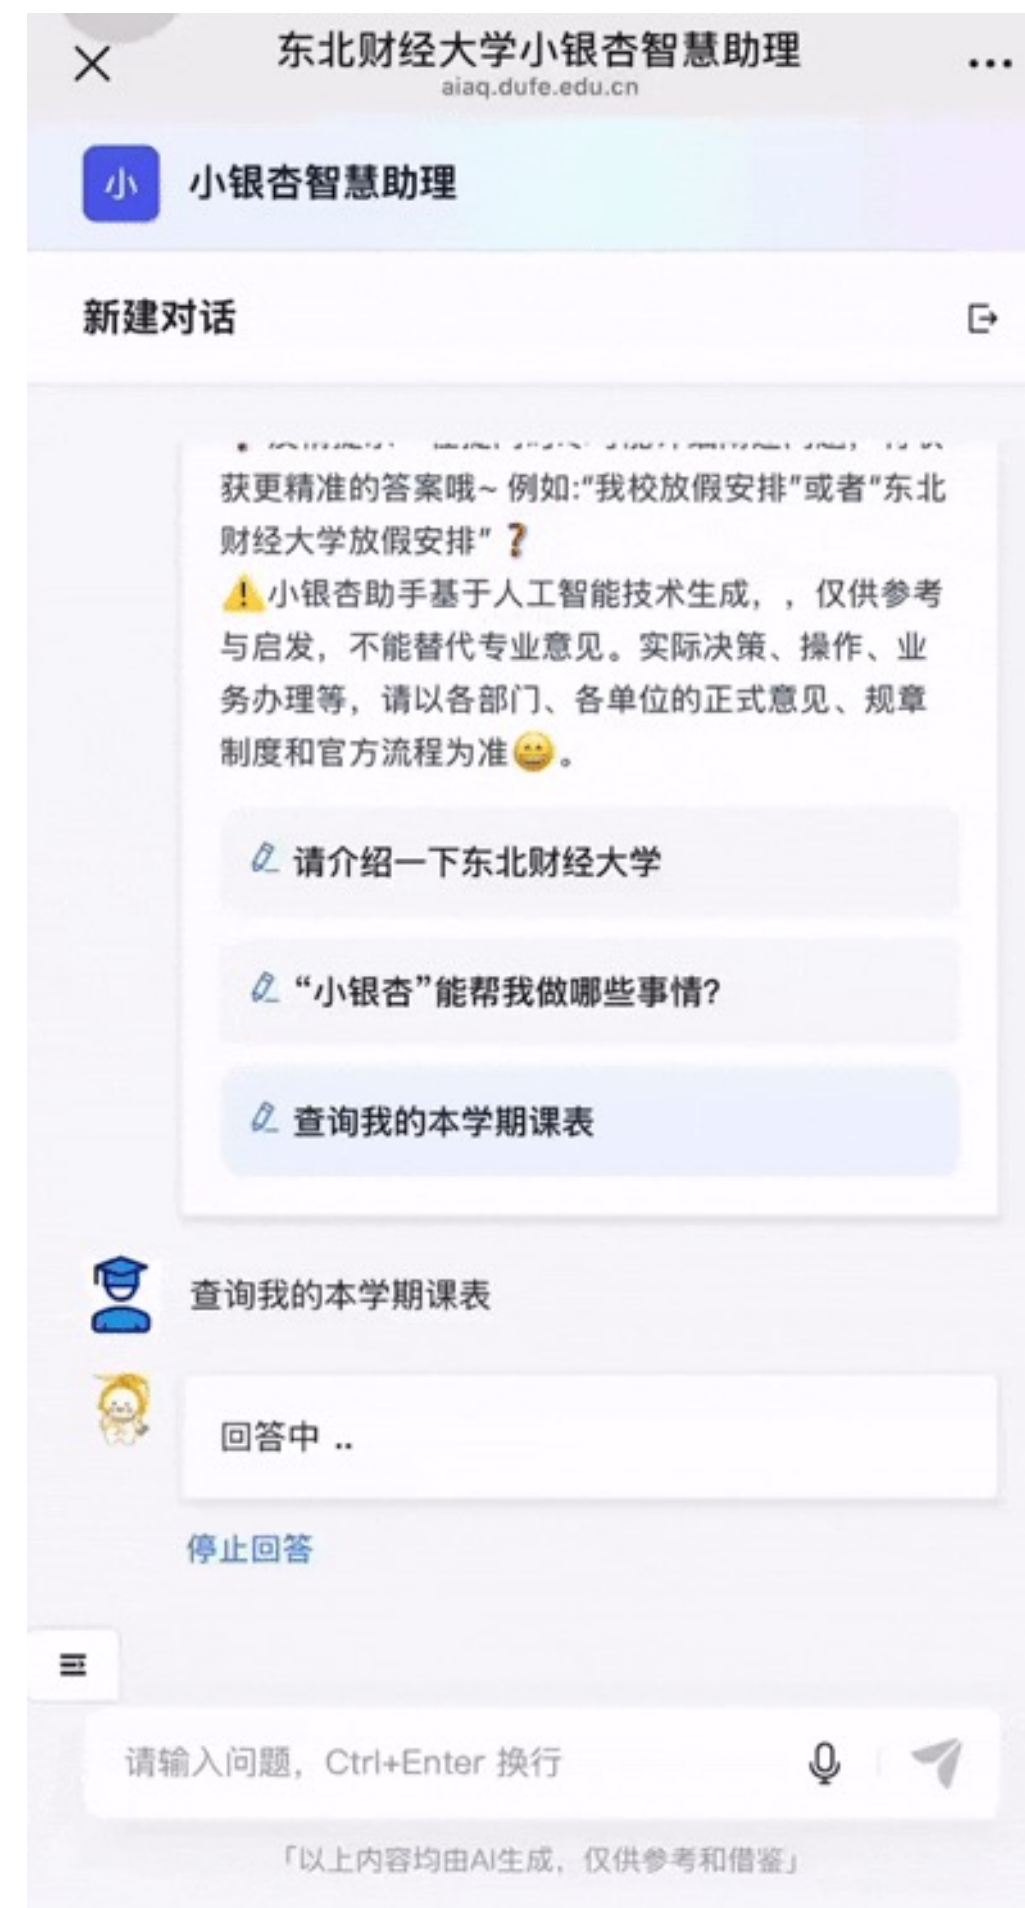 东北财经大学小银杏智慧助理
aiaq.dufe.edu.cn
小
小银杏智慧助理
新建对话
获更精准的答案哦~ 例如:"我校放假安排"或者"东北
财经大学放假安排" ❓
⚠️小银杏助手基于人工智能技术生成，，仅供参考
与启发，不能替代专业意见。实际决策、操作、业
务办理等，请以各部门、各单位的正式意见、规章
制度和官方流程为准😄。
请介绍一下东北财经大学
“小银杏”能帮我做哪些事情?
查询我的本学期课表
查询我的本学期课表
回答中 ..
停止回答
请输入问题，Ctrl+Enter 换行
「以上内容均由AI生成，仅供参考和借鉴」